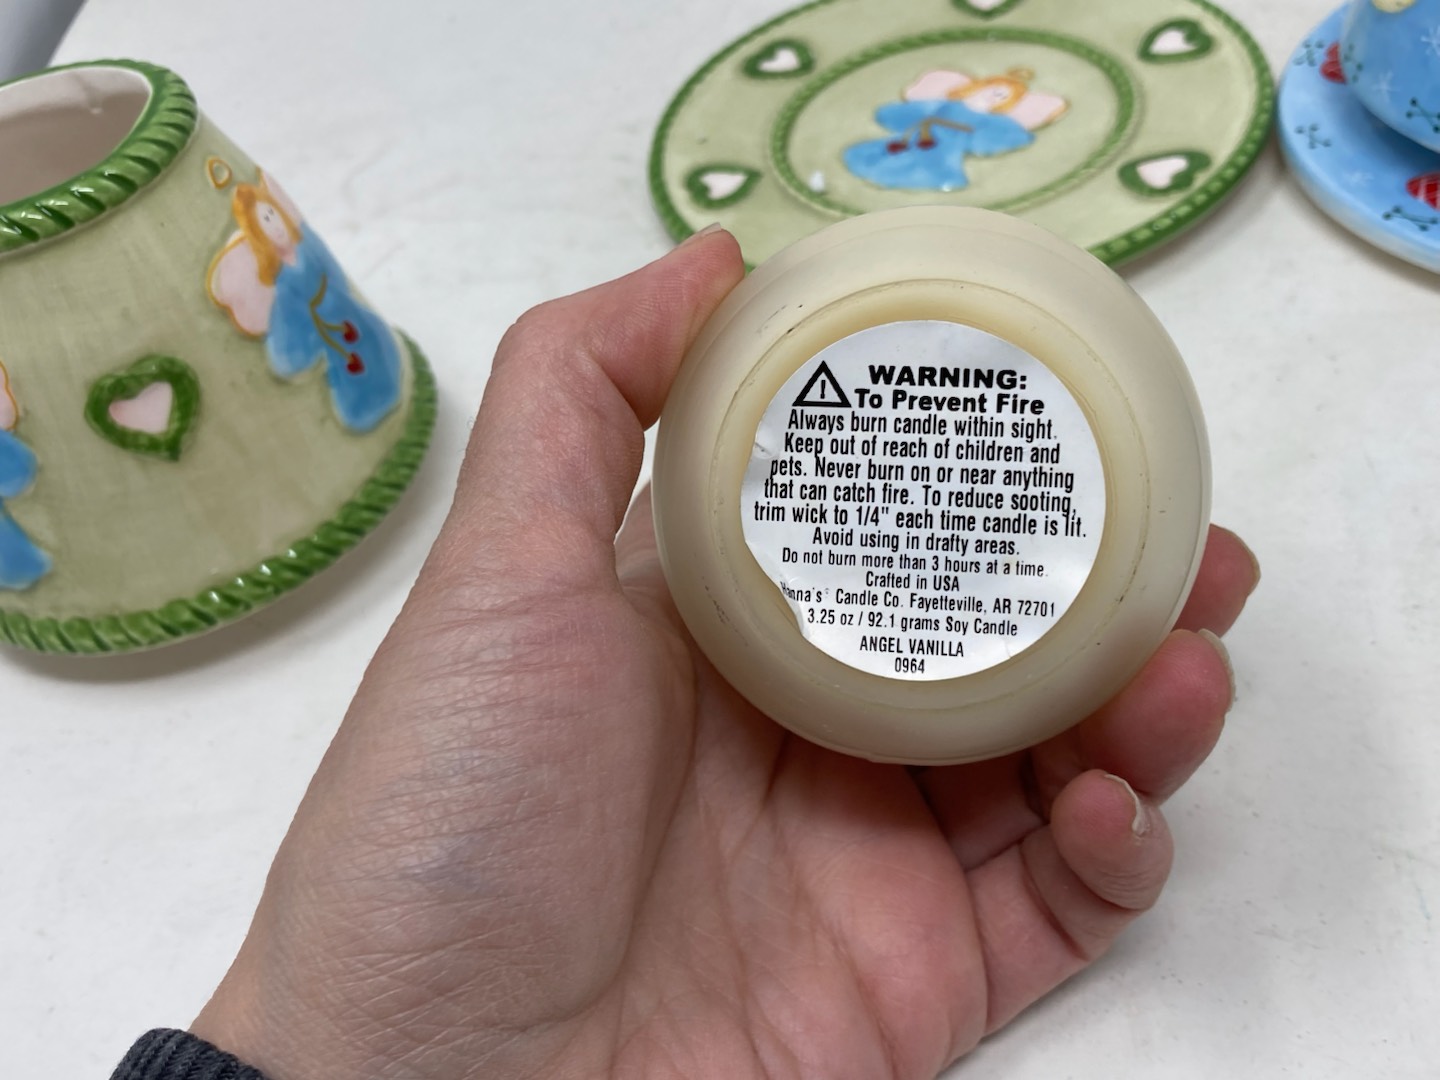 WARNING:
To Prevent Fire
Always burn candle within sight.
Keep out of reach of children and
pets. Never burn on or near anything
that can catch fire. To reduce sooting,
trim wick to 1/4" each time candle is lit.
Avoid using in drafty areas.
Do not burn more than 3 hours at a time.
Crafted in USA
Hanna's® Candle Co. Fayetteville, AR 72701
3.25 oz / 92.1 grams Soy Candle
ANGEL VANILLA
0964